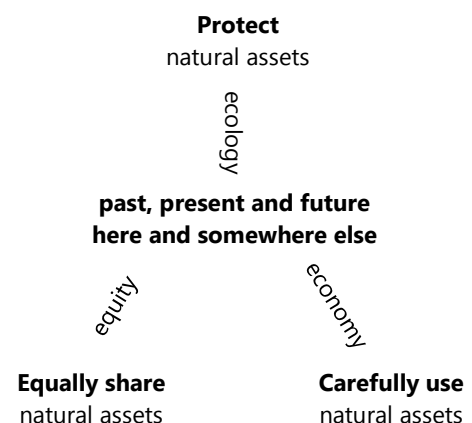 Protect
natural assets
ecology
past, present and future
here and somewhere else
equity
economy
Equally share
natural assets
Carefully use
natural assets